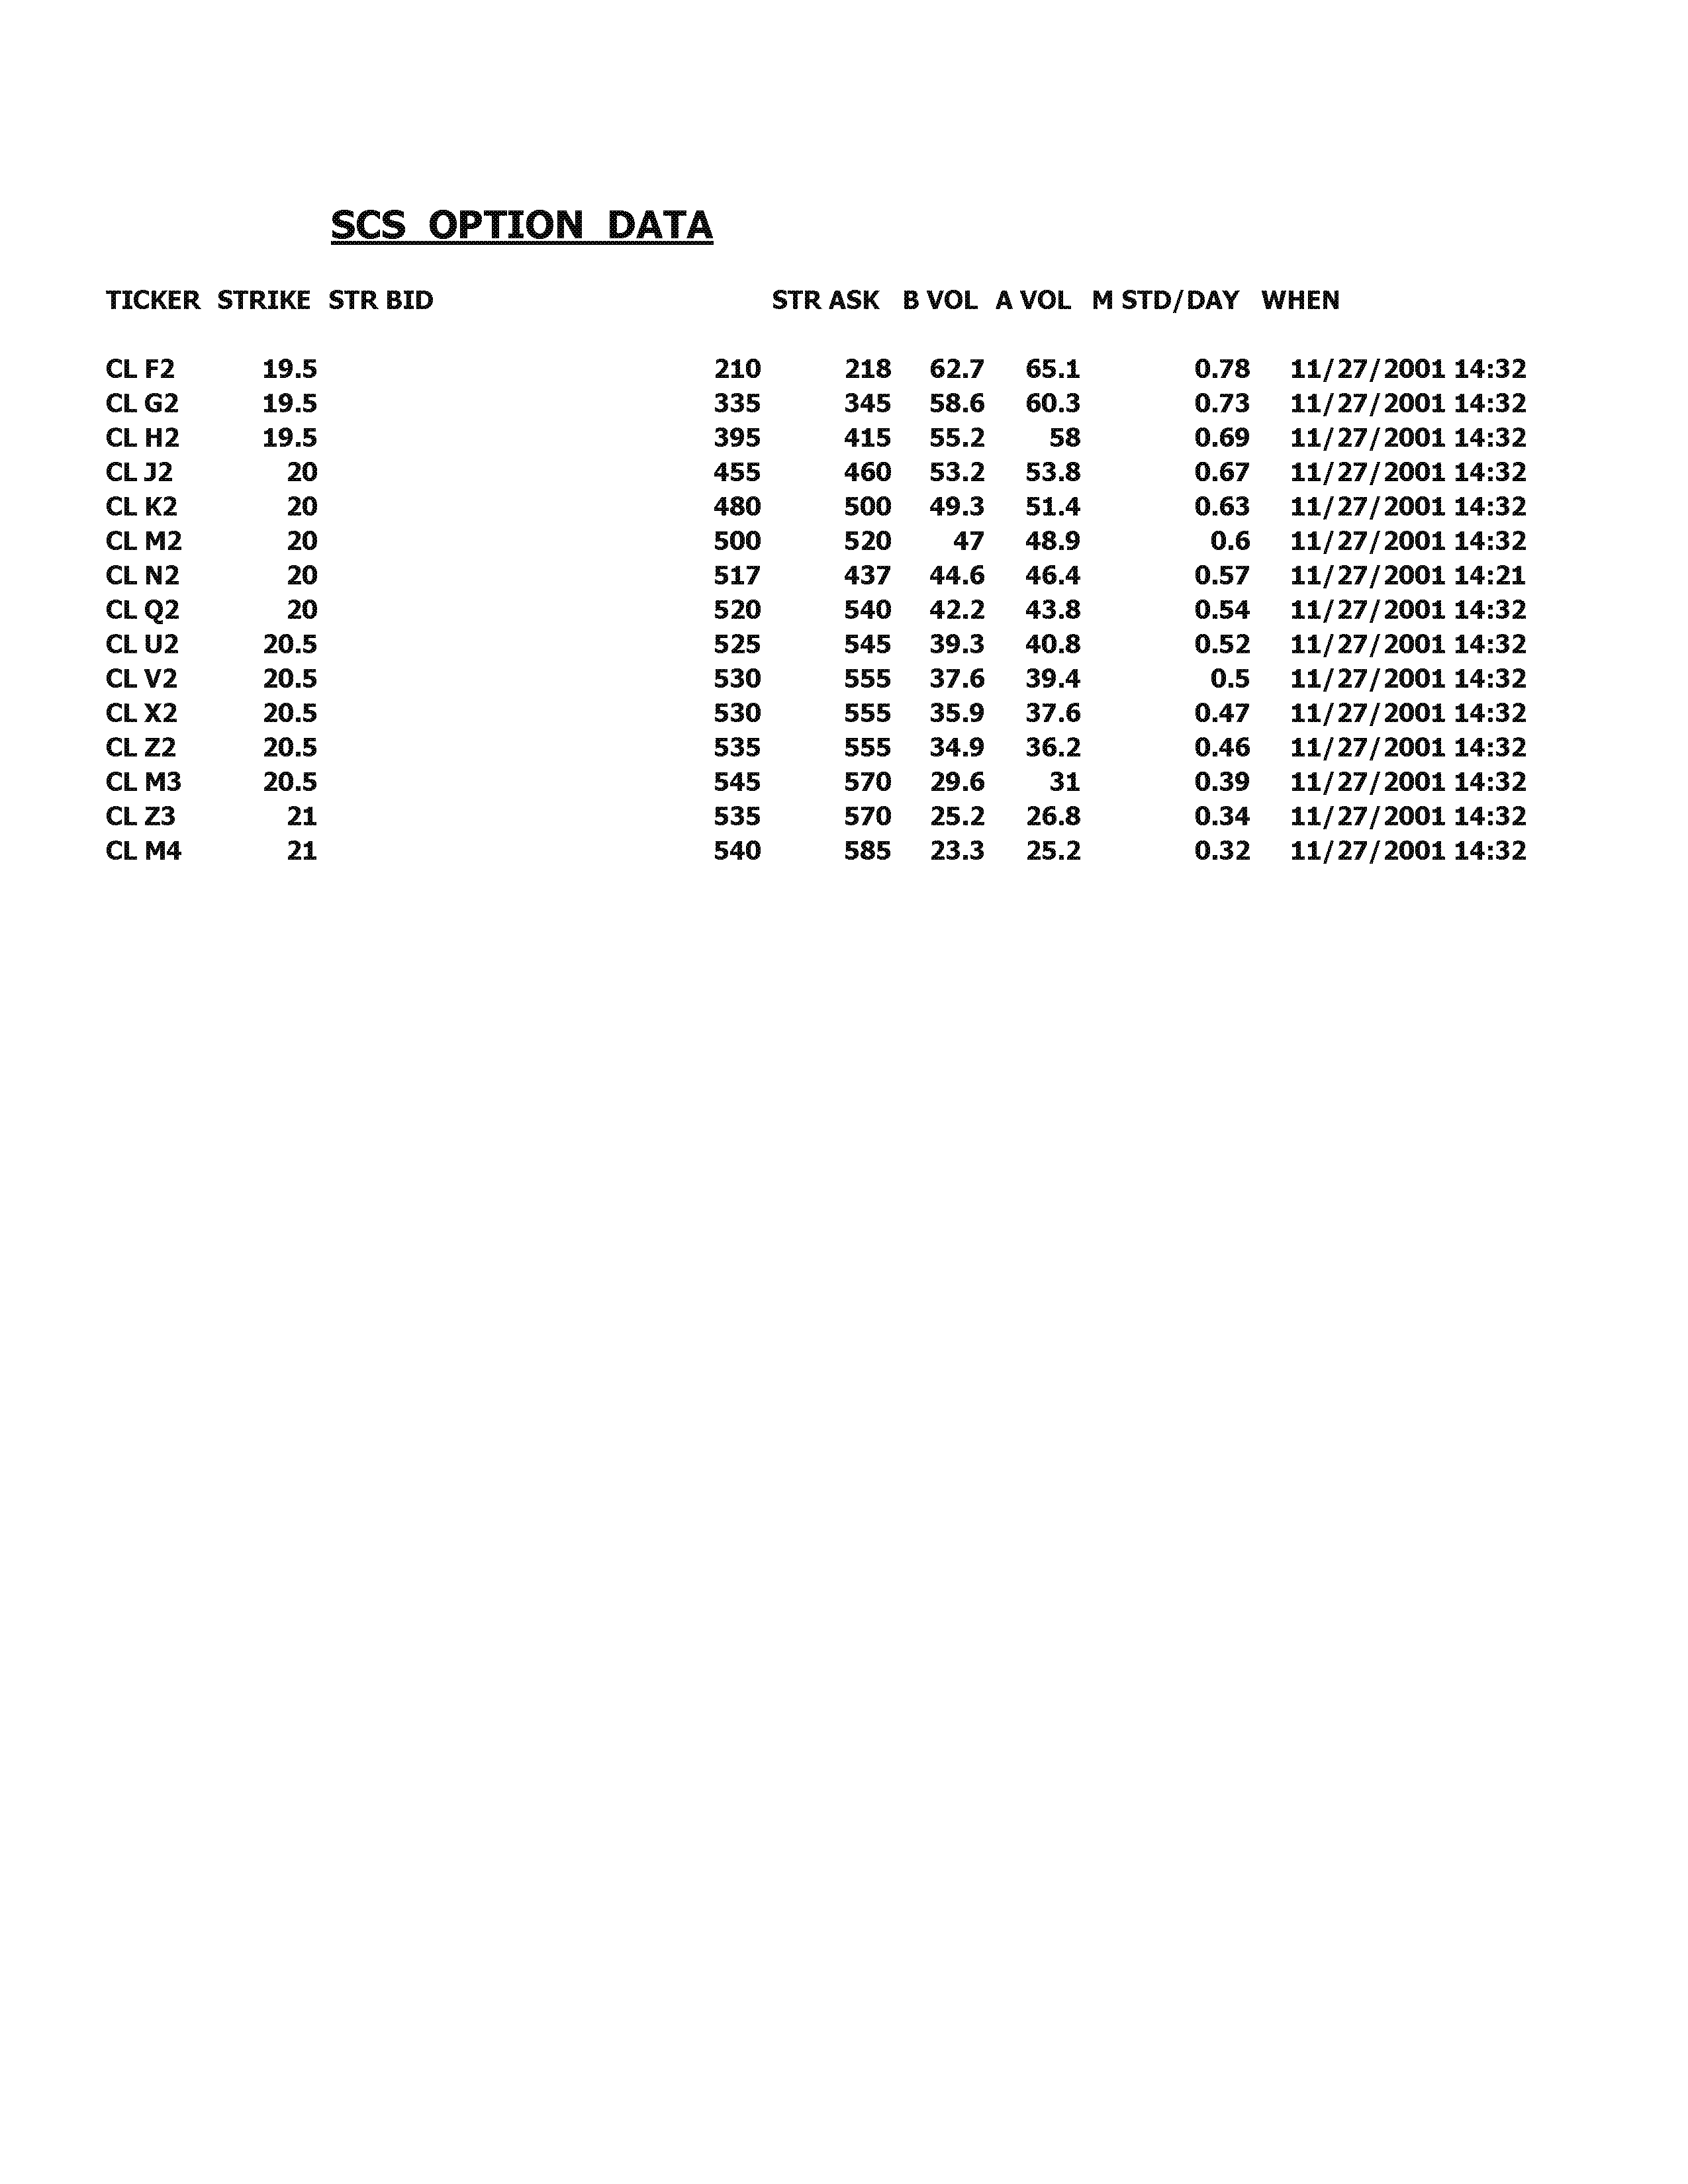 SCS OPTION DATA
TICKER STRIKE STR BID STR ASK B VOL A VOL M STD/DAY WHEN
CL F2 19.5 210 218 62.7 65.1 0.78 11/27/2001 14:32
CL G2 19.5 335 345 58.6 60.3 0.73 11/27/2001 14:32
CL H2 19.5 395 415 55.2 58 0.69 11/27/2001 14:32
CL J2 20 455 460 53.2 53.8 0.67 11/27/2001 14:32
CL K2 20 480 500 49.3 51.4 0.63 11/27/2001 14:32
CL M2 20 500 520 47 48.9 0.6 11/27/2001 14:32
CL N2 20 517 437 44.6 46.4 0.57 11/27/2001 14:21
CL Q2 20 520 540 42.2 43.8 0.54 11/27/2001 14:32
CL U2 20.5 525 545 39.3 40.8 0.52 11/27/2001 14:32
CL V2 20.5 530 555 37.6 39.4 0.5 11/27/2001 14:32
CL X2 20.5 530 555 35.9 37.6 0.47 11/27/2001 14:32
CL Z2 20.5 535 555 34.9 36.2 0.46 11/27/2001 14:32
CL M3 20.5 545 570 29.6 31 0.39 11/27/2001 14:32
CL Z3 21 535 570 25.2 26.8 0.34 11/27/2001 14:32
CL M4 21 540 585 23.3 25.2 0.32 11/27/2001 14:32